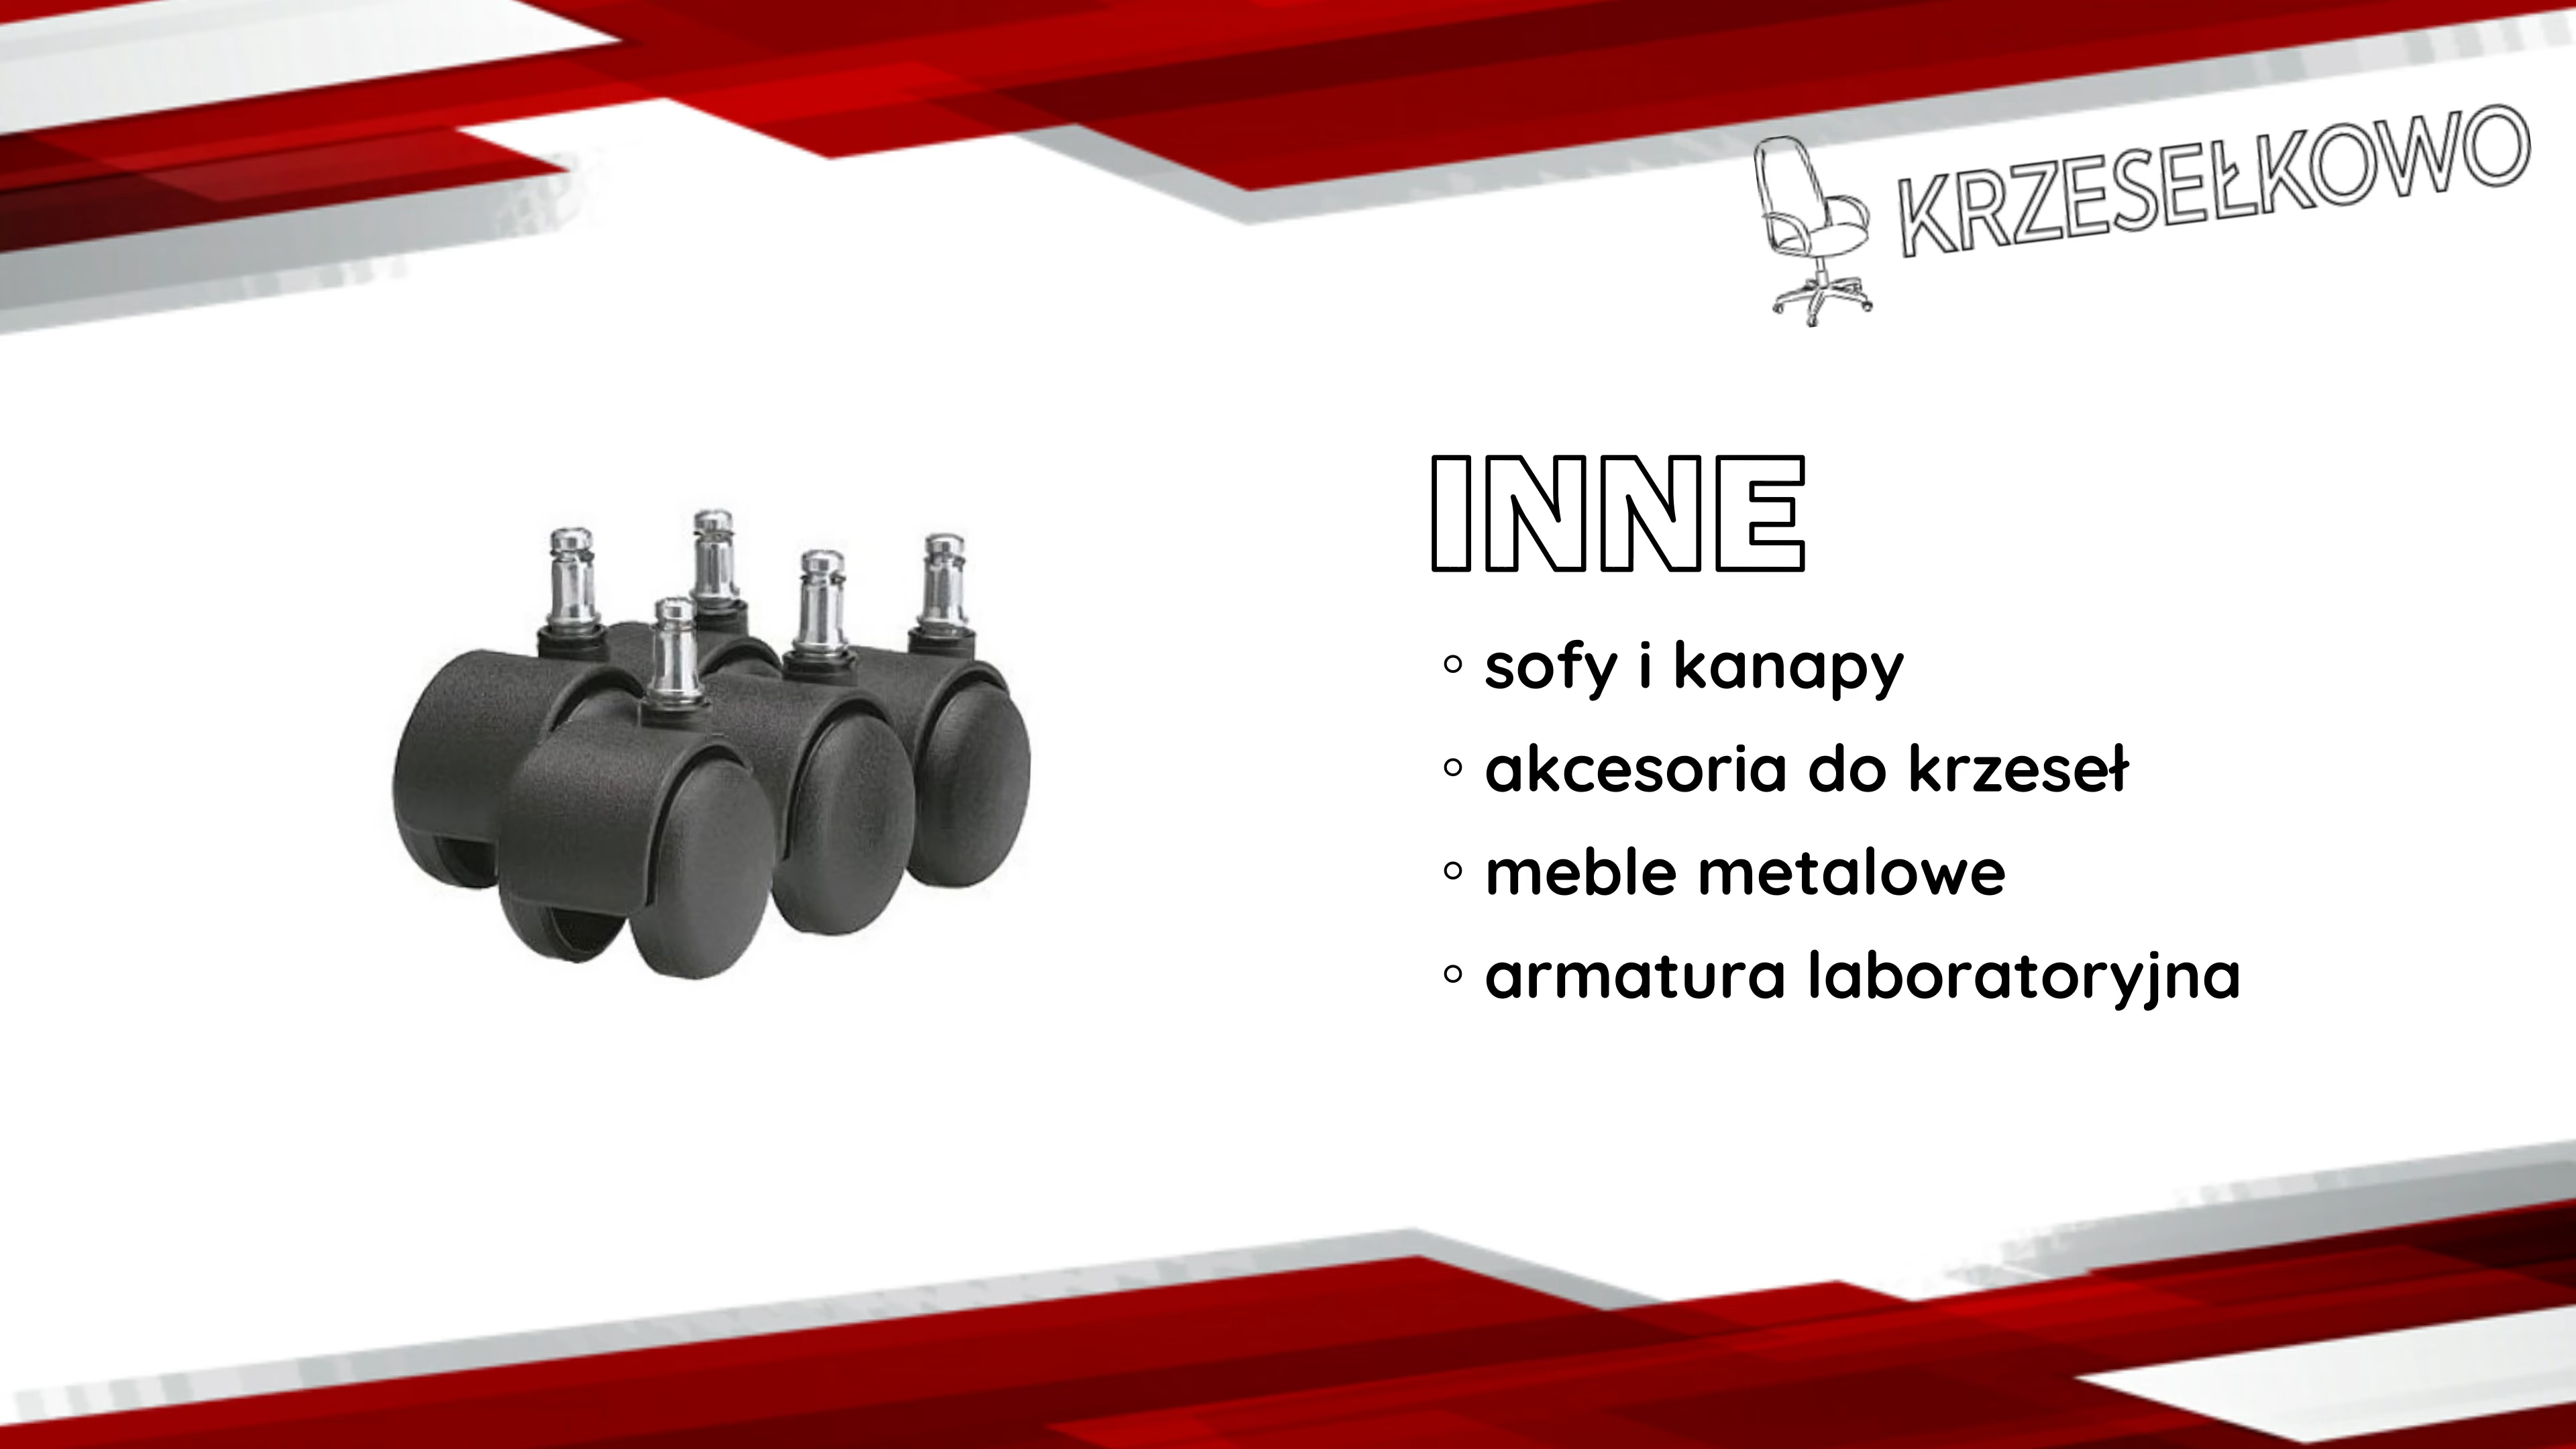 KRZESEŁKOWO
INNE
sofy i kanapy
akcesoria do krzeseł
meble metalowe
armatura laboratoryjna